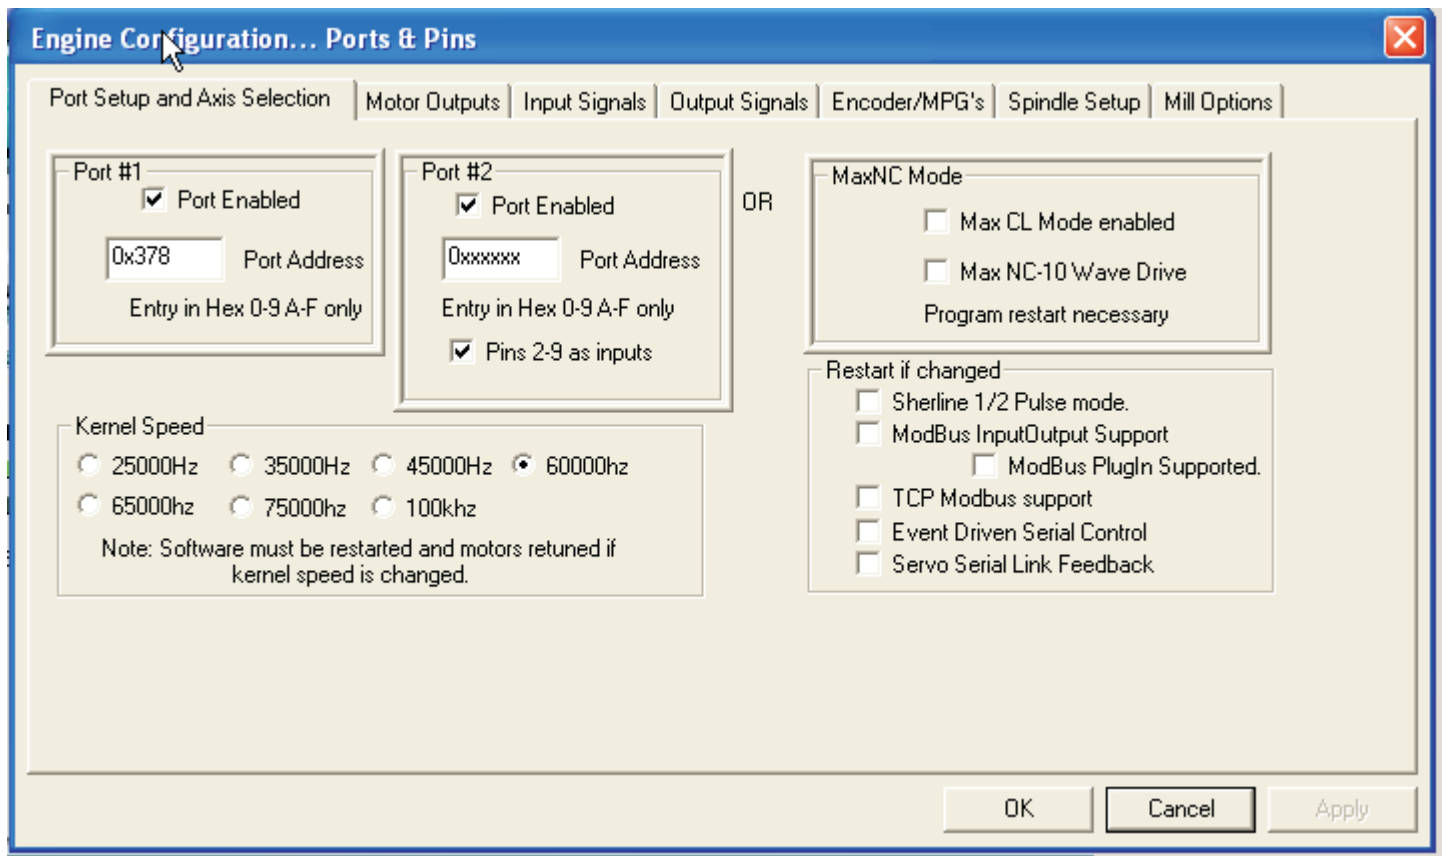 Engine Configuration... Ports & Pins
Port Setup and Axis Selection
Motor Outputs
Input Signals
Output Signals
Encoder/MPG's
Spindle Setup
Mill Options
Port #1
Port Enabled
0x378
Port Address
Entry in Hex 0-9 A-F only
Port #2
Port Enabled
0xxxxxx
Port Address
Entry in Hex 0-9 A-F only
Pins 2-9 as inputs
OR
MaxNC Mode
Max CL Mode enabled
Max NC-10 Wave Drive
Program restart necessary
Restart if changed
Sherline 1/2 Pulse mode.
ModBus InputOutput Support
ModBus PlugIn Supported.
TCP Modbus support
Event Driven Serial Control
Servo Serial Link Feedback
Kernel Speed
25000Hz
35000Hz
45000Hz
60000hz
65000hz
75000hz
100khz
Note: Software must be restarted and motors retuned if
kernel speed is changed.
OK
Cancel
Apply